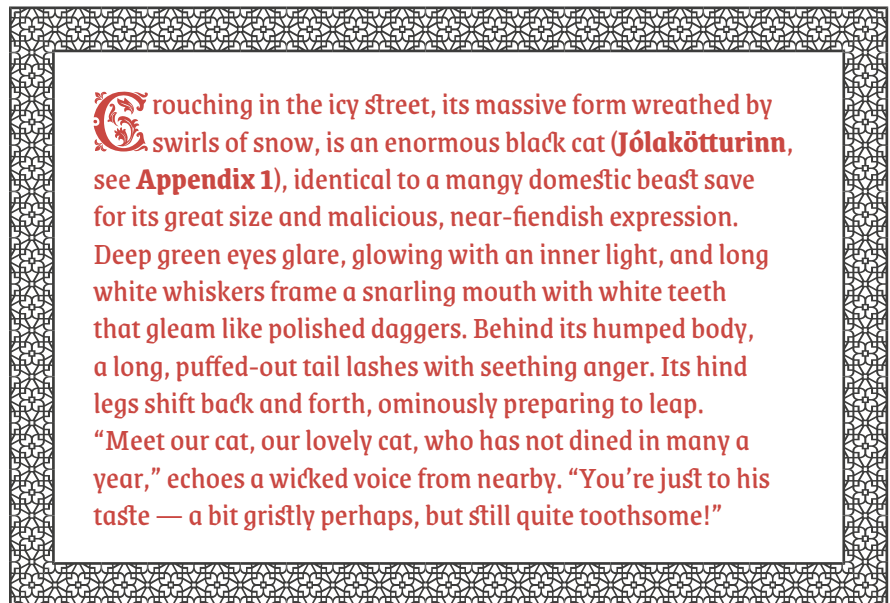 Crouching in the icy street, its massive form wreathed by
swirls of snow, is an enormous black cat (Jólakötturinn,
see Appendix 1), identical to a mangy domestic beast save
for its great size and malicious, near-fiendish expression.
Deep green eyes glare, glowing with an inner light, and long
white whiskers frame a snarling mouth with white teeth
that gleam like polished daggers. Behind its humped body,
a long, puffed-out tail lashes with seething anger. Its hind
legs shift back and forth, ominously preparing to leap.
“Meet our cat, our lovely cat, who has not dined in many a
year,” echoes a wicked voice from nearby. “You’re just to his
taste — a bit gristly perhaps, but still quite toothsome!”